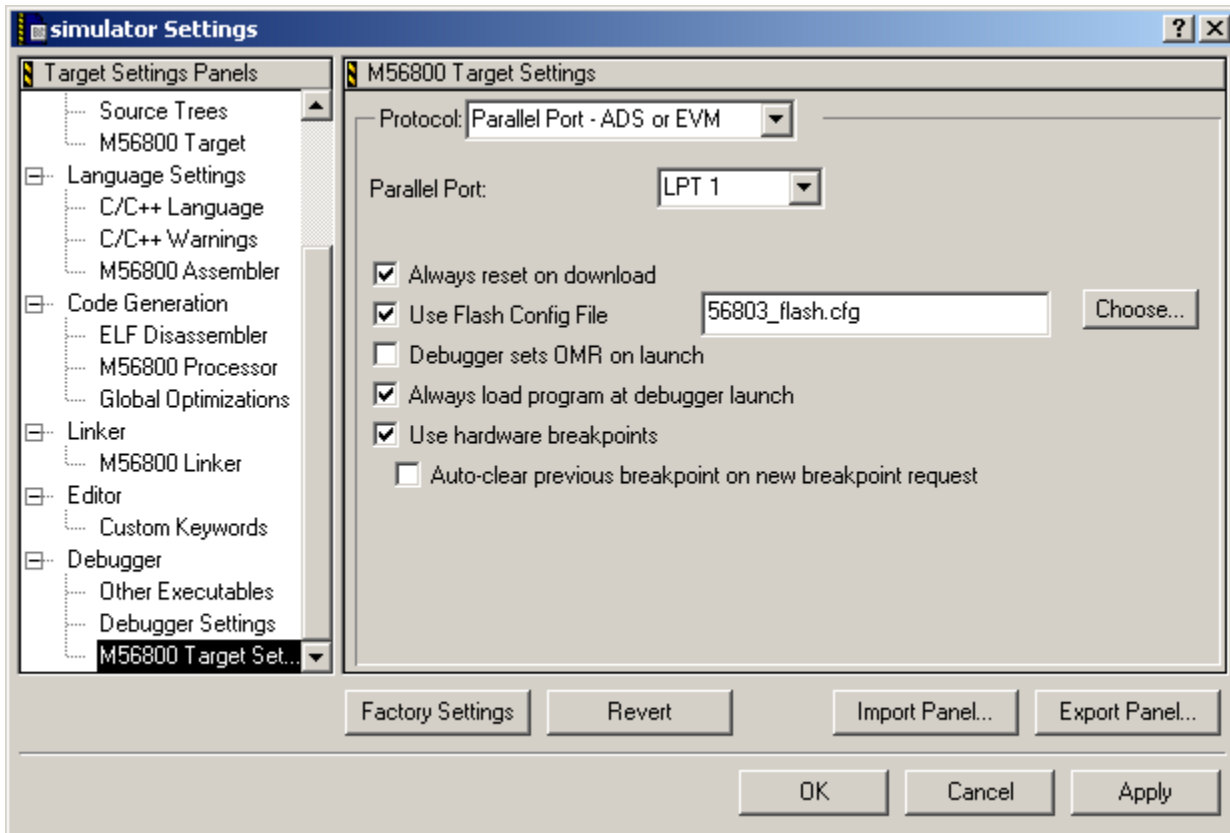 simulator Settings
Target Settings Panels
Source Trees
M56800 Target
Language Settings
C/C++ Language
C/C++ Warnings
M56800 Assembler
Code Generation
ELF Disassembler
M56800 Processor
Global Optimizations
Linker
M56800 Linker
Editor
Custom Keywords
Debugger
Other Executables
Debugger Settings
M56800 Target Set...
M56800 Target Settings
Protocol: Parallel Port - ADS or EVM
Parallel Port: LPT 1
Always reset on download
Use Flash Config File 56803_flash.cfg Choose...
Debugger sets OMR on launch
Always load program at debugger launch
Use hardware breakpoints
Auto-clear previous breakpoint on new breakpoint request
Factory Settings Revert Import Panel... Export Panel...
OK Cancel Apply